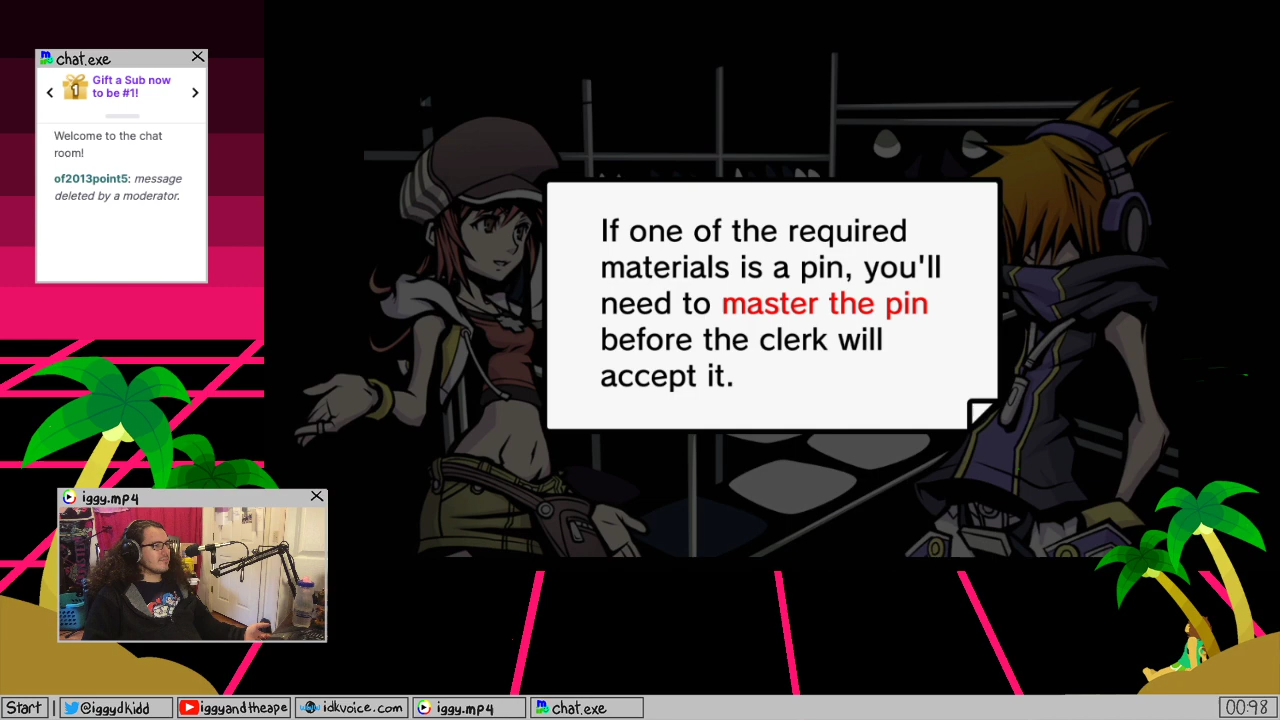 chat.exe
1
Gift a Sub now
to be #1!
Welcome to the chat
room!
of2013point5: message
deleted by a moderator.
If one of the required
materials is a pin, you'll
need to master the pin
before the clerk will
accept it.
iggy.mp4
Start | @iggydkidd iggyandtheape idkvoice.com iggy.mp4 chat.exe 00:98